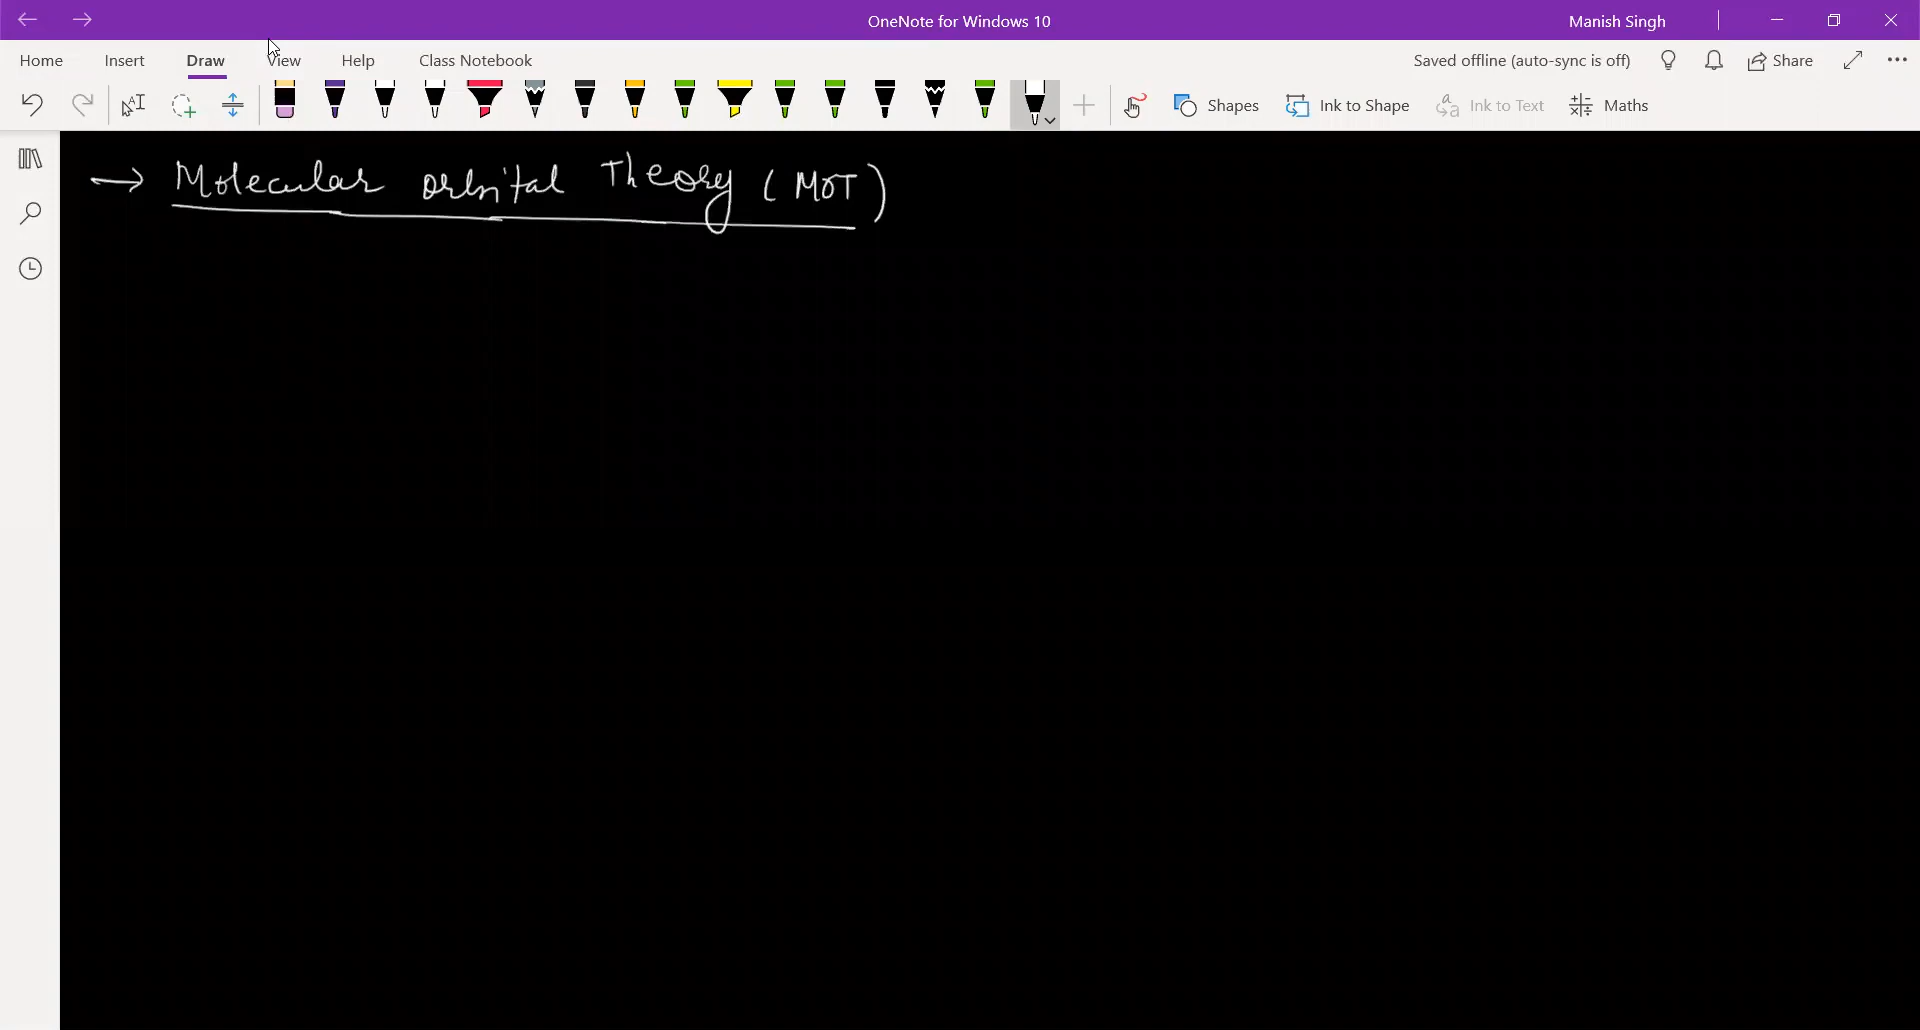 OneNote for Windows 10
Manish Singh
Home Insert Draw View Help Class Notebook
Saved offline (auto-sync is off) Share
Shapes Ink to Shape Ink to Text Maths
→ Molecular orbital Theory (MOT)